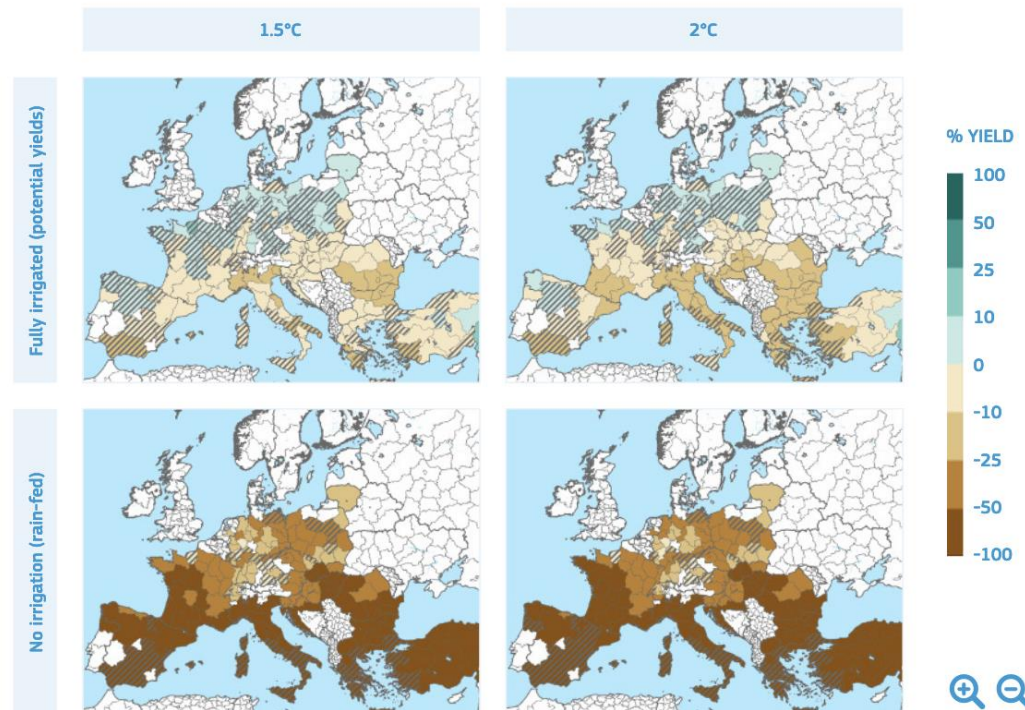 1.5°C
2°C
Fully irrigated (potential yields)
No irrigation (rain-fed)
% YIELD
100
50
25
10
0
-10
-25
-50
-100